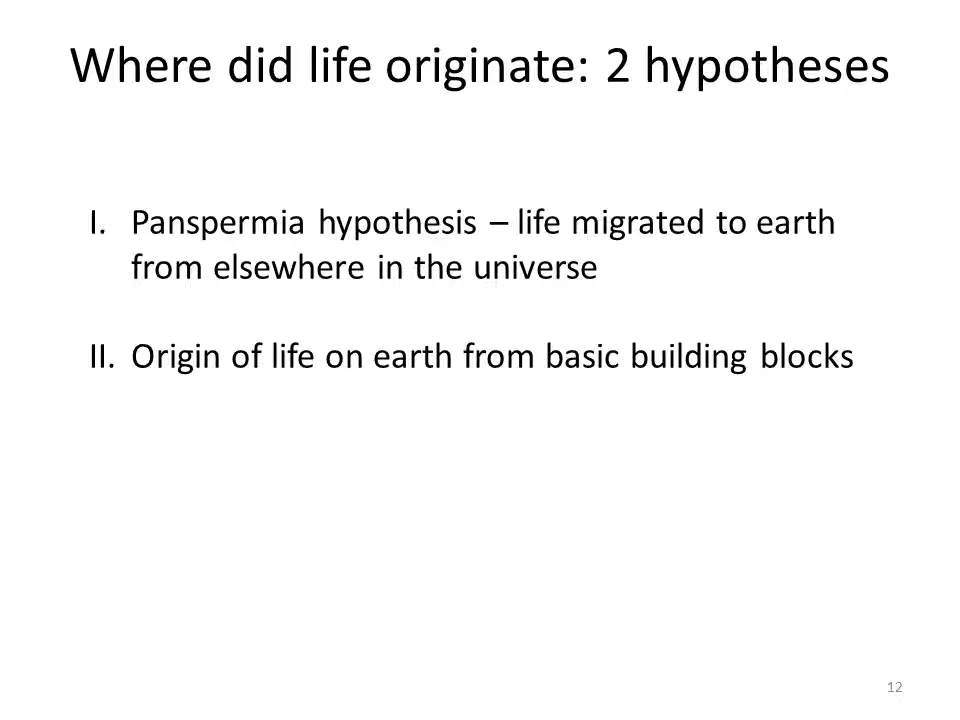 Where did life originate: 2 hypotheses
I. Panspermia hypothesis – life migrated to earth
from elsewhere in the universe
II. Origin of life on earth from basic building blocks
12